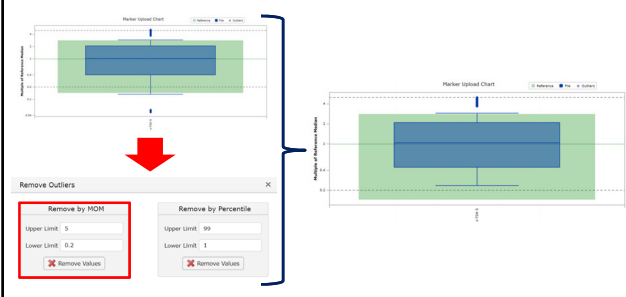 Marker Upload Chart
Reference File Outliers
Multiple of Reference Median
Remove Outliers ×
Remove by MOM
Upper Limit 5
Lower Limit 0.2
Remove Values
Remove by Percentile
Upper Limit 99
Lower Limit 1
Remove Values
Marker Upload Chart
Reference File Outliers
Multiple of Reference Median